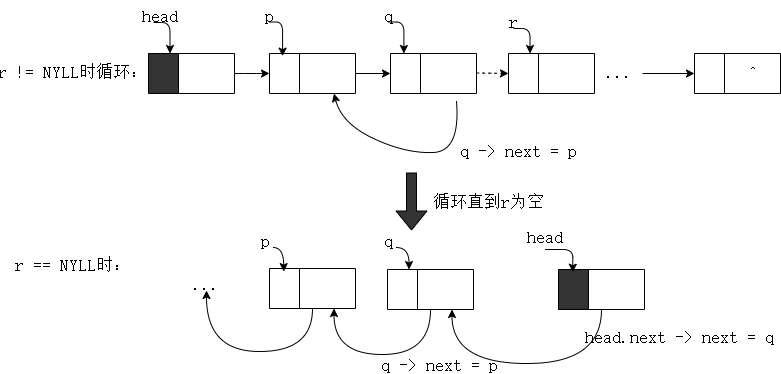 head
p
q
r
r != NYLL时循环:
...
^
q -> next = p
循环直到r为空
p
q
head
r == NYLL时:
...
head.next -> next = q
q -> next = p